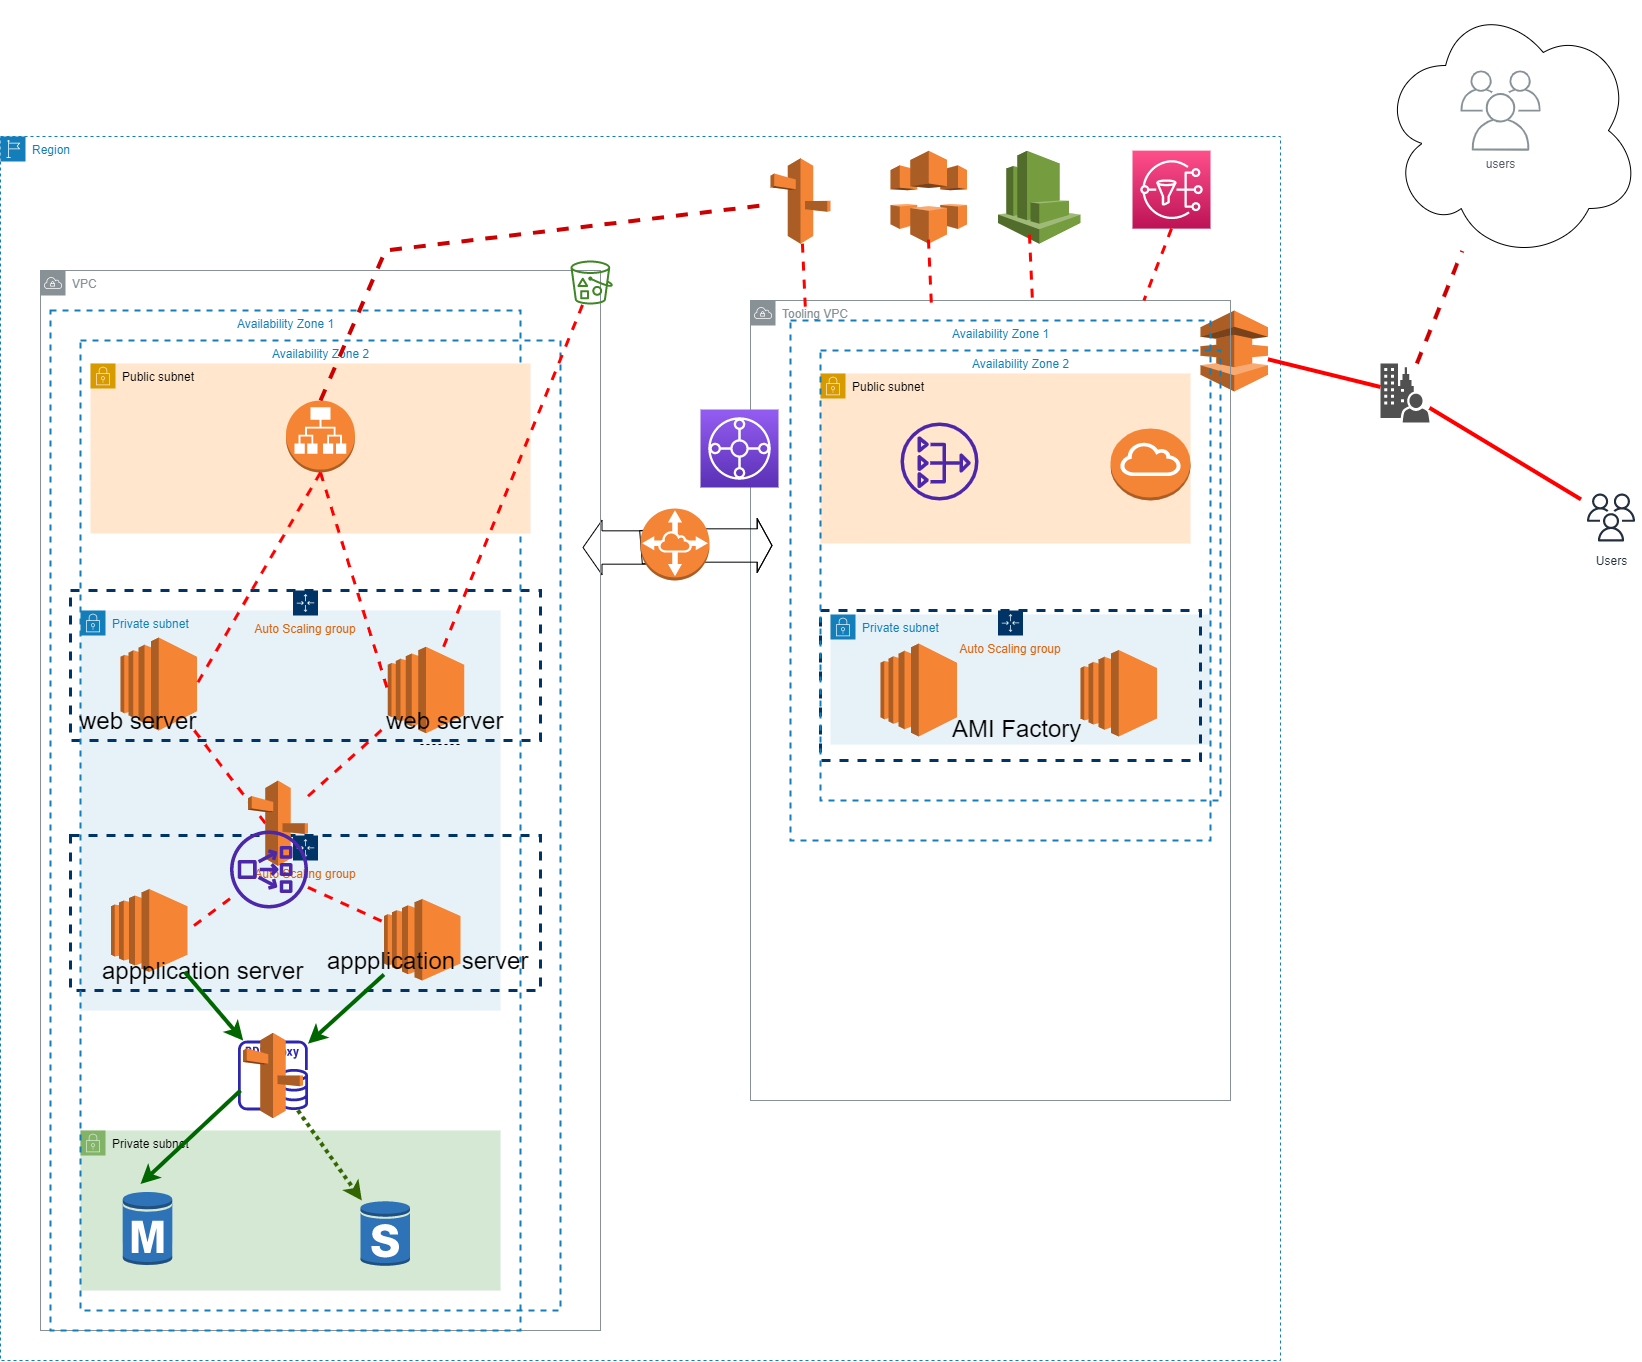 users
Region
VPC
Tooling VPC
Availability Zone 1
Availability Zone 2
Public subnet
Availability Zone 1
Availability Zone 2
Public subnet
Users
Private subnet
Auto Scaling group
web server
web server
Private subnet
Auto Scaling group
AMI Factory
Auto Scaling group
appplication server
appplication server
Private subnet
M
S